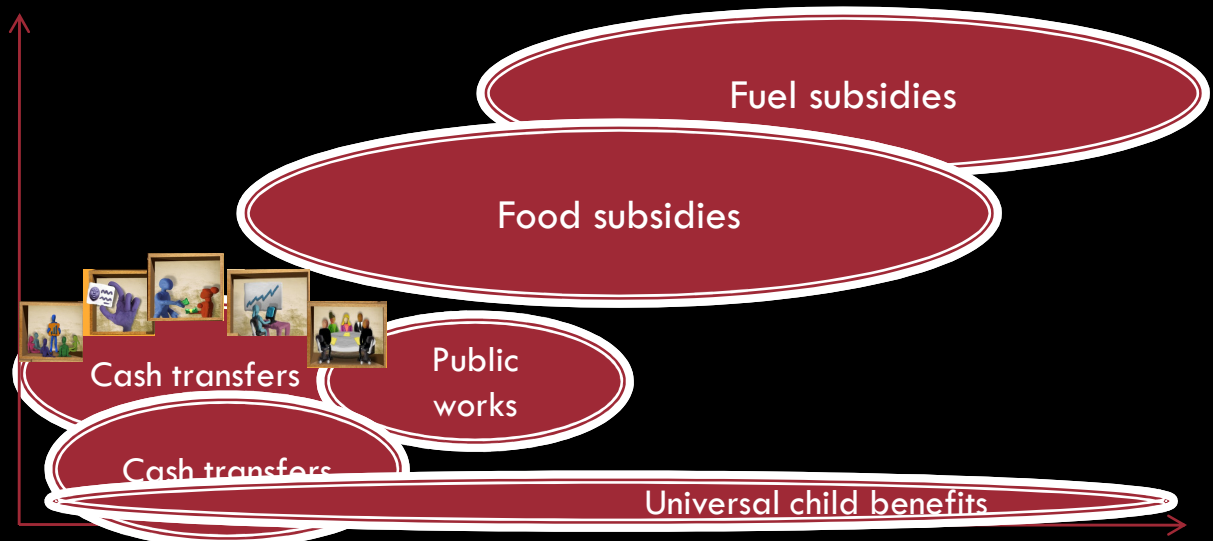 Fuel subsidies
Food subsidies
Cash transfers
Public
works
Cash transfers
Universal child benefits